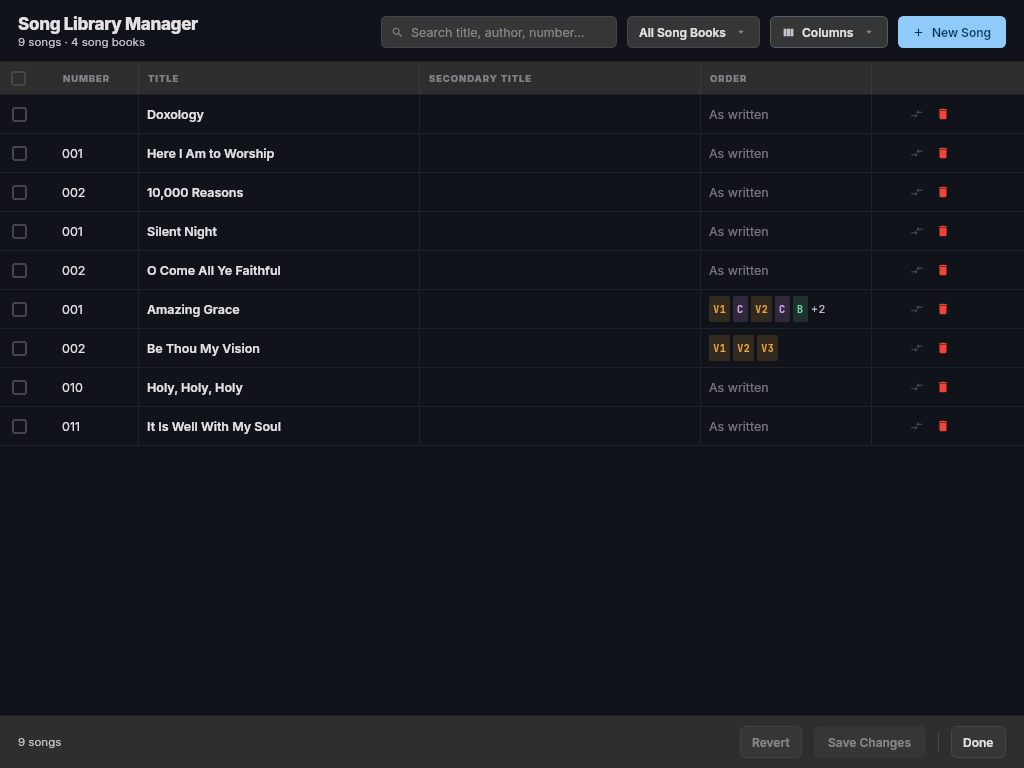 Song Library Manager
9 songs · 4 song books
Search title, author, number...
All Song Books
Columns
+ New Song
NUMBER TITLE SECONDARY TITLE ORDER
Doxology As written
001 Here I Am to Worship As written
002 10,000 Reasons As written
001 Silent Night As written
002 O Come All Ye Faithful As written
001 Amazing Grace V1 C V2 C B +2
002 Be Thou My Vision V1 V2 V3
010 Holy, Holy, Holy As written
011 It Is Well With My Soul As written
9 songs
Revert
Save Changes
Done